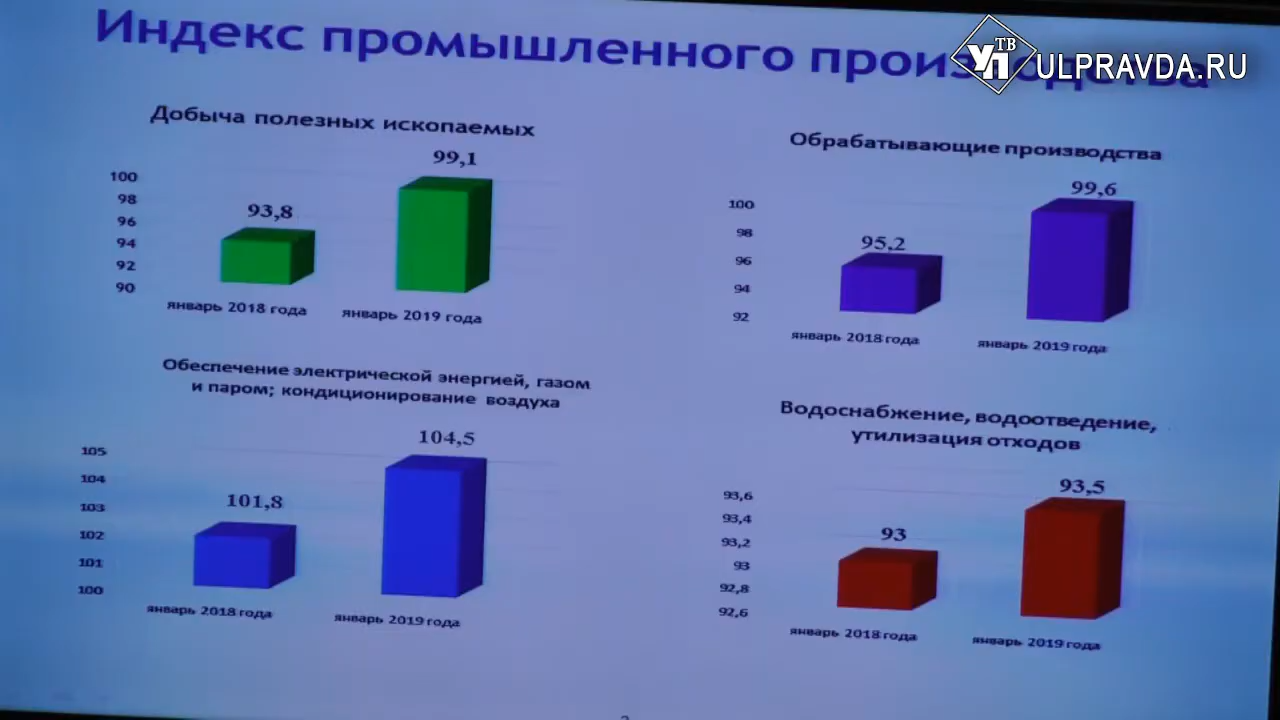 Индекс промышленного производства
ТВ
УП
ULPRAVDA.RU
Добыча полезных ископаемых
99,1
93,8
100
98
96
94
92
90
январь 2018 года
январь 2019 года
Обрабатывающие производства
99,6
95,2
100
98
96
94
92
январь 2018 года
январь 2019 года
Обеспечение электрической энергией, газом
и паром; кондиционирование воздуха
104,5
101,8
105
104
103
102
101
100
январь 2018 года
январь 2019 года
Водоснабжение, водоотведение,
утилизация отходов
93,5
93
93,6
93,4
93,2
93
92,8
92,6
январь 2018 года
январь 2019 года